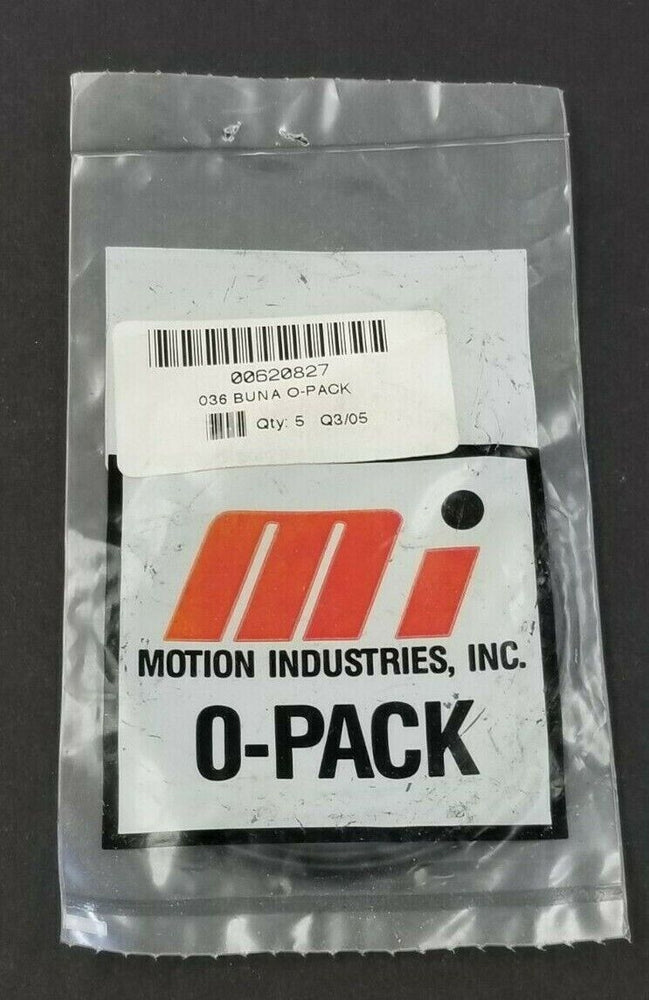 00620827
036 BUNA O-PACK
Qty: 5 Q3/05
mi
MOTION INDUSTRIES, INC.
O-PACK